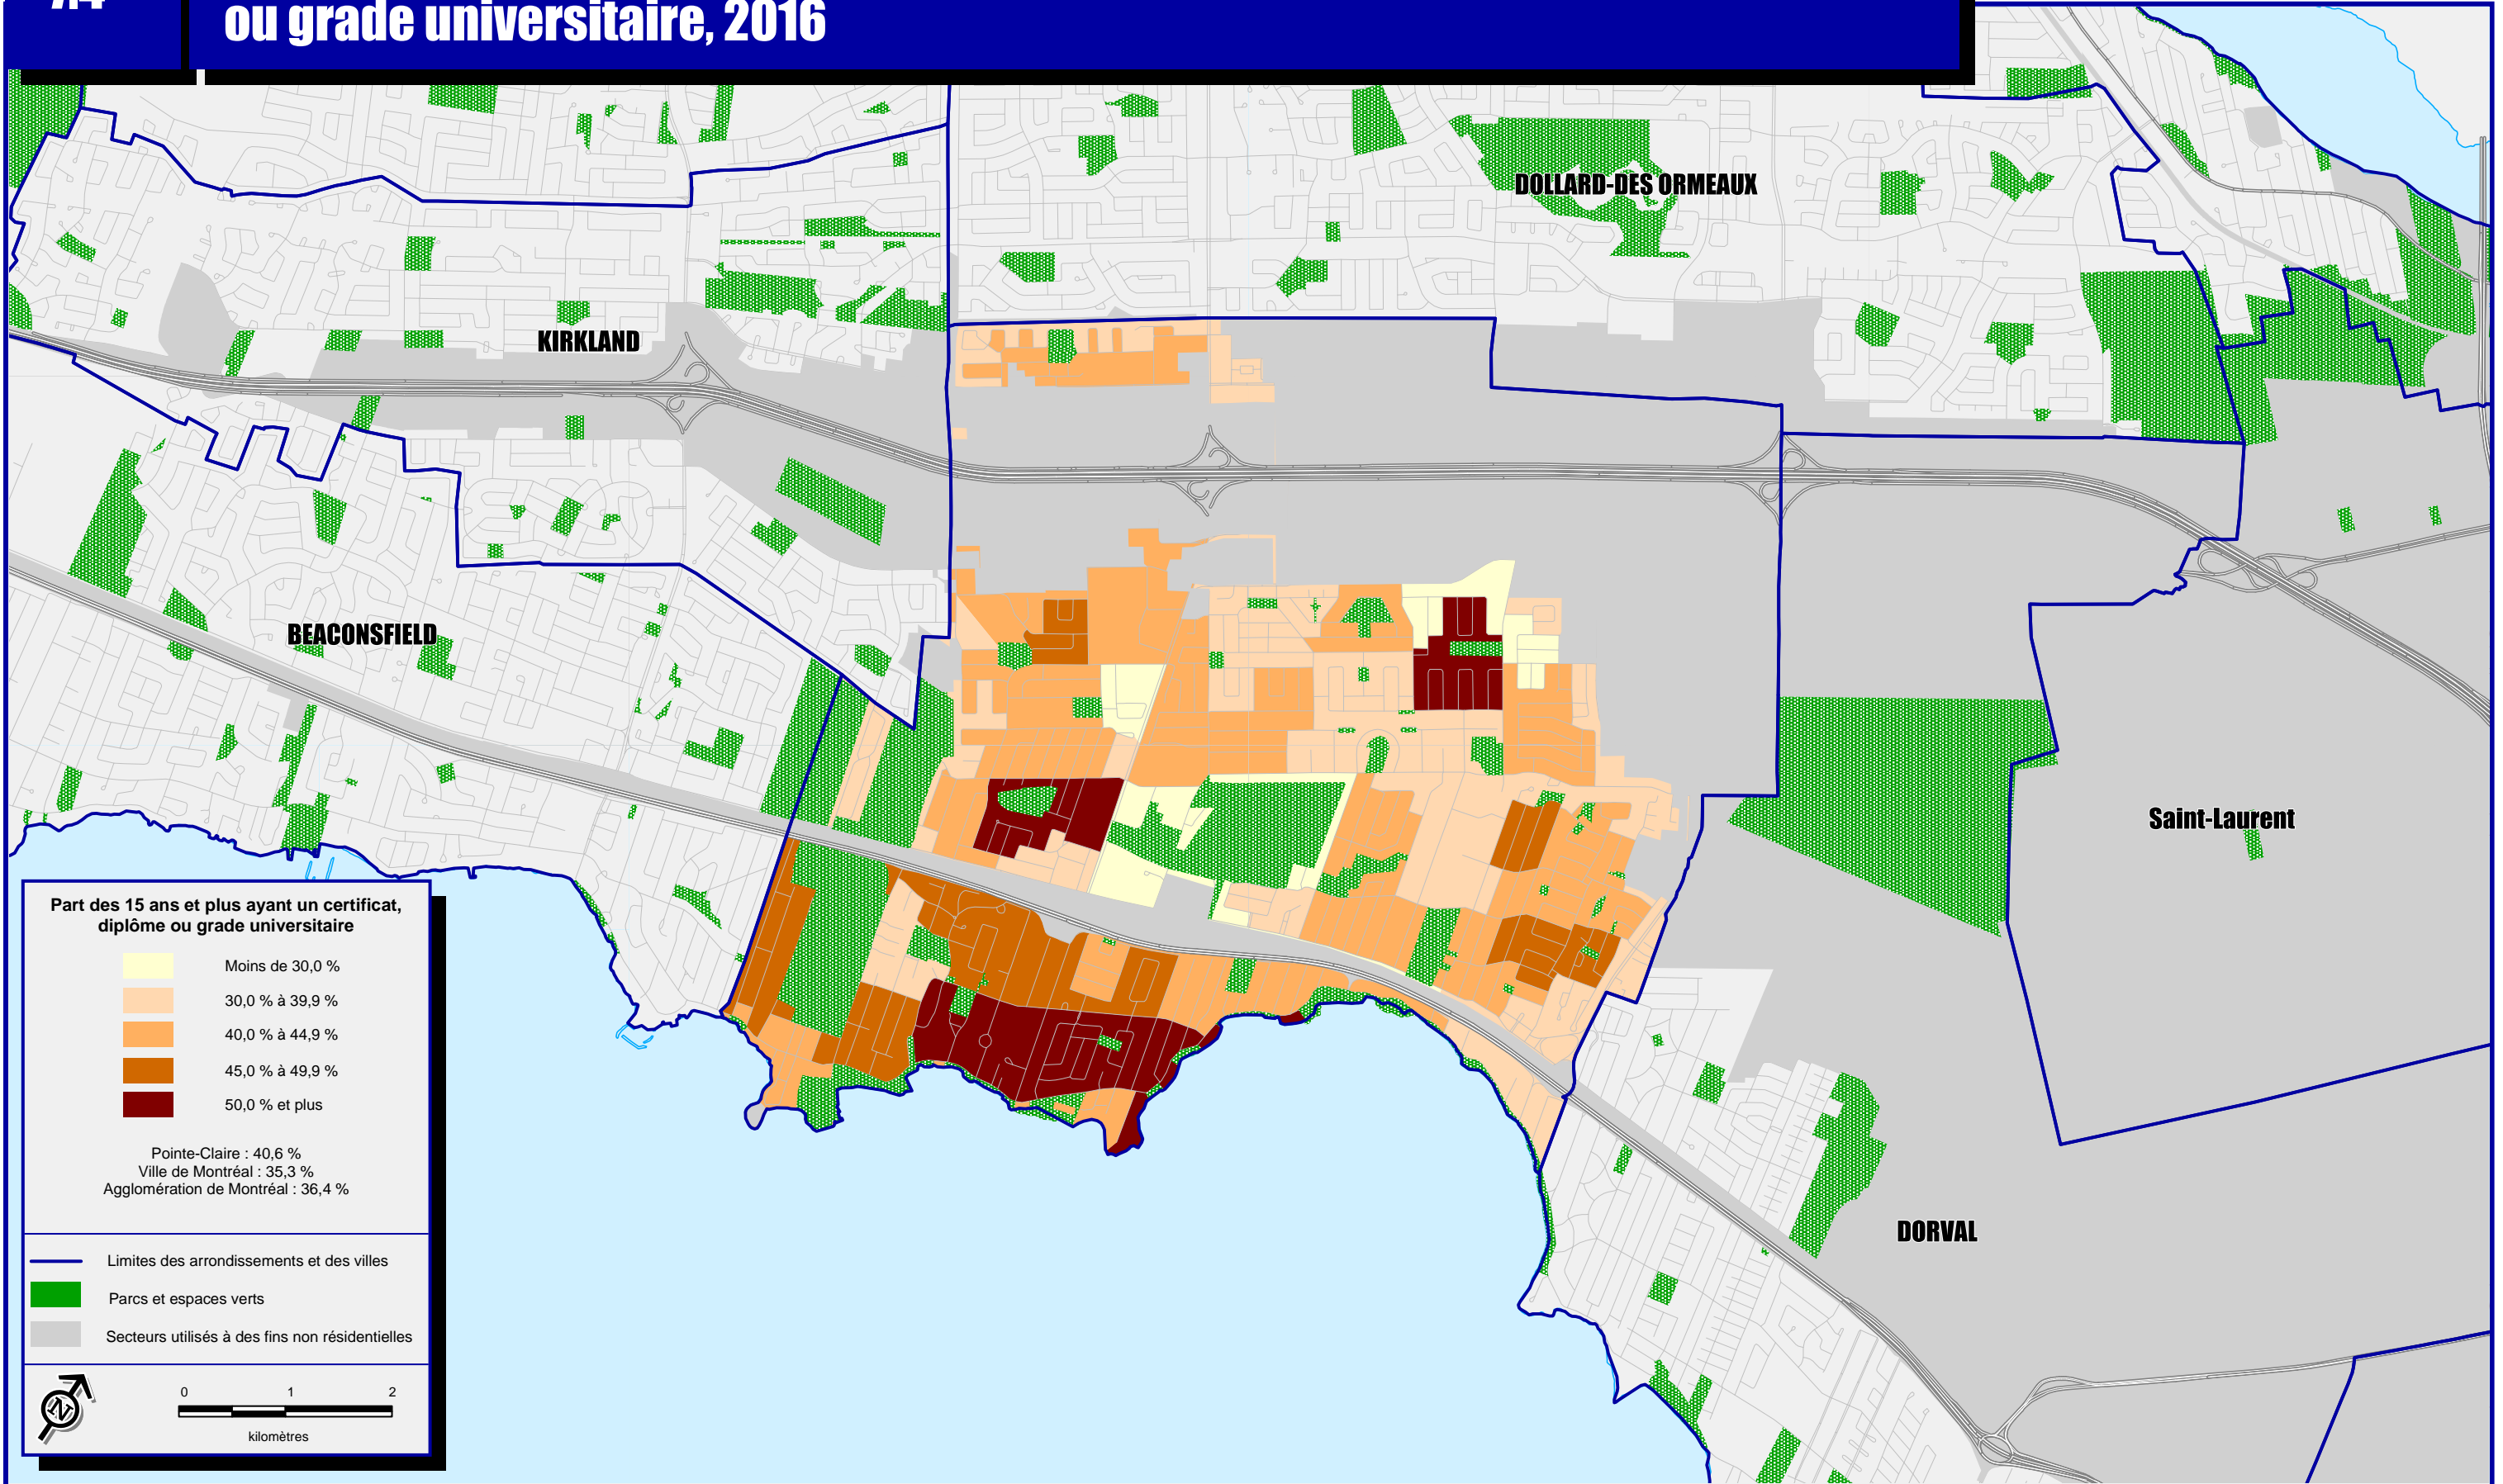 ou grade universitaire, 2016
DOLLARD-DES ORMEAUX
KIRKLAND
BEACONSFIELD
Saint-Laurent
DORVAL
Part des 15 ans et plus ayant un certificat,
diplôme ou grade universitaire
Moins de 30,0 %
30,0 % à 39,9 %
40,0 % à 44,9 %
45,0 % à 49,9 %
50,0 % et plus
Pointe-Claire : 40,6 %
Ville de Montréal : 35,3 %
Agglomération de Montréal : 36,4 %
Limites des arrondissements et des villes
Parcs et espaces verts
Secteurs utilisés à des fins non résidentielles
N
0 1 2
kilomètres